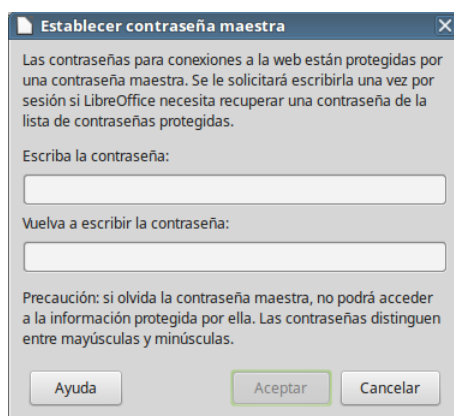 Establecer contraseña maestra
Las contraseñas para conexiones a la web están protegidas por
una contraseña maestra. Se le solicitará escribirla una vez por
sesión si LibreOffice necesita recuperar una contraseña de la
lista de contraseñas protegidas.
Escriba la contraseña:
Vuelva a escribir la contraseña:
Precaución: si olvida la contraseña maestra, no podrá acceder
a la información protegida por ella. Las contraseñas distinguen
entre mayúsculas y minúsculas.
Ayuda Aceptar Cancelar